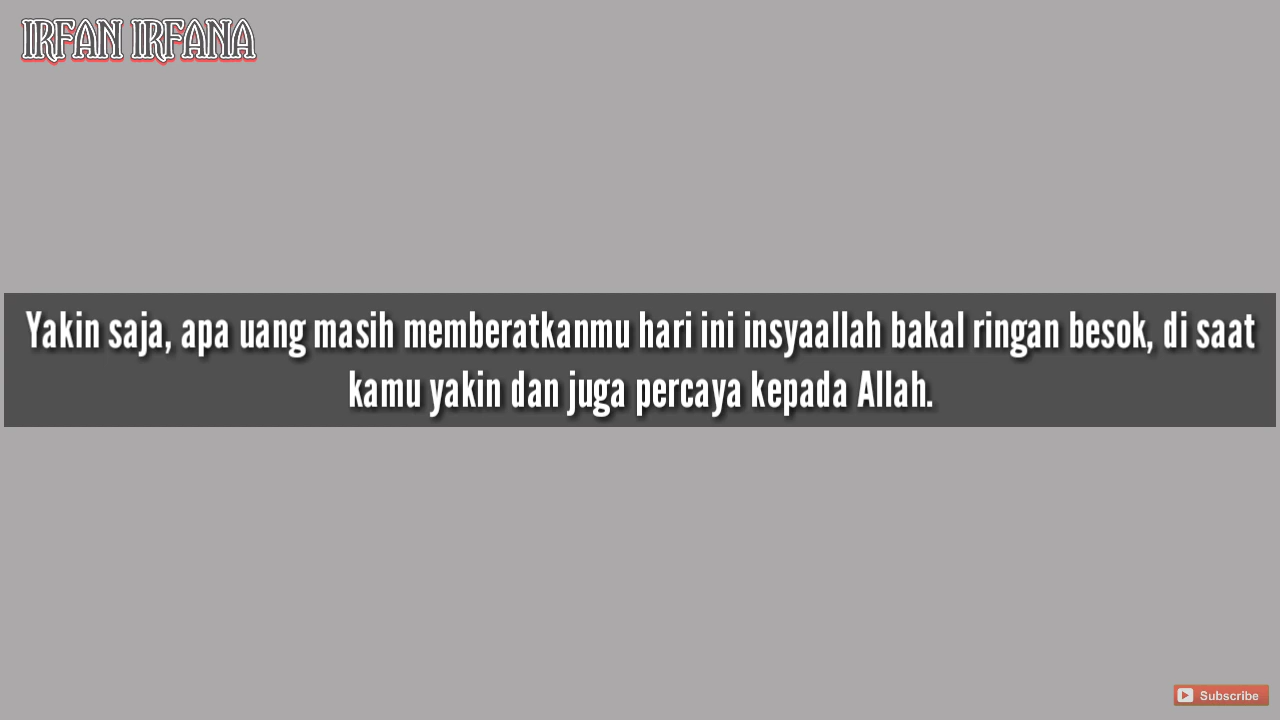 IRFAN IRFANA
Yakin saja, apa uang masih memberatkanmu hari ini insyaallah bakal ringan besok, di saat
kamu yakin dan juga percaya kepada Allah.
Subscribe